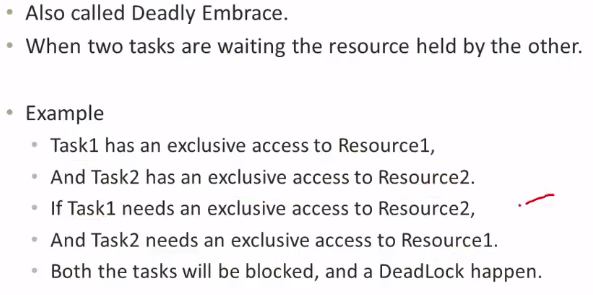 • Also called Deadly Embrace.
• When two tasks are waiting the resource held by the other.
• Example
• Task1 has an exclusive access to Resource1,
• And Task2 has an exclusive access to Resource2.
• If Task1 needs an exclusive access to Resource2,
• And Task2 needs an exclusive access to Resource1.
• Both the tasks will be blocked, and a DeadLock happen.